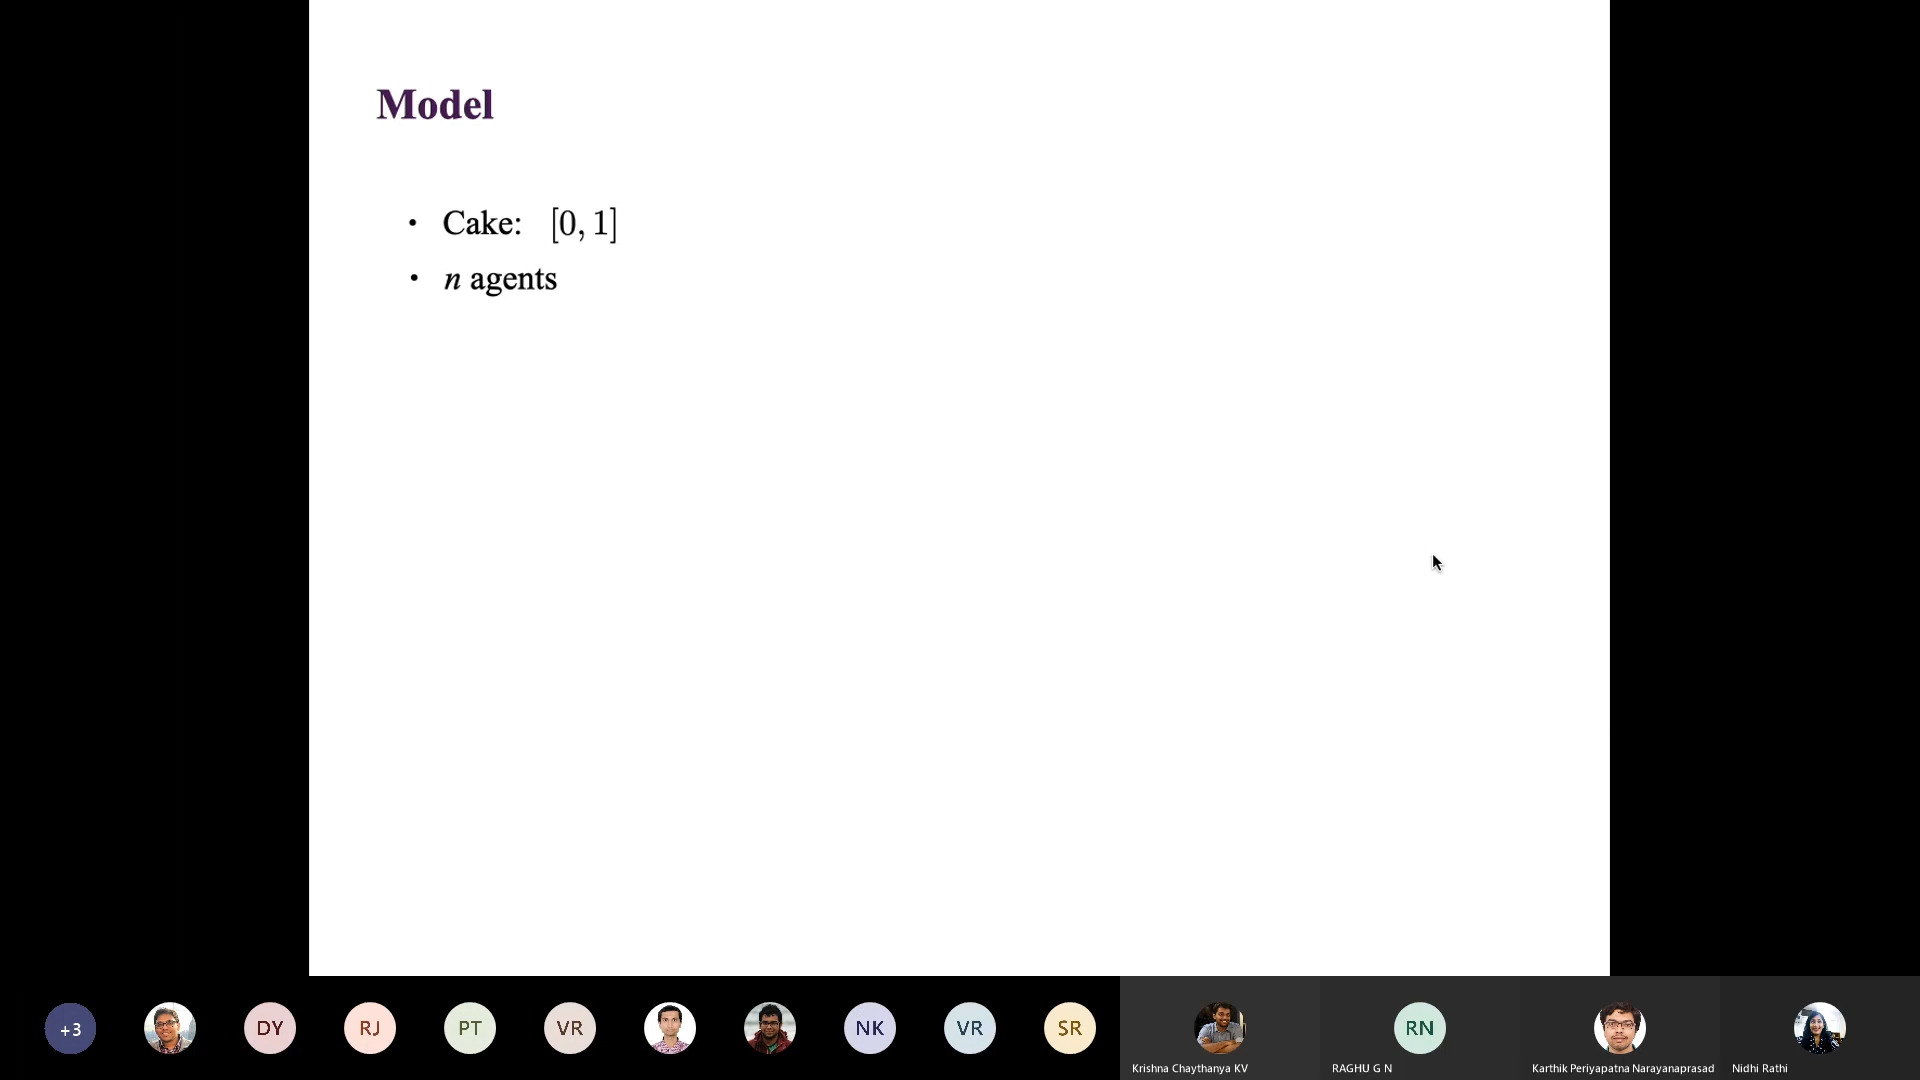 Model
• Cake: [0, 1]
• n agents
+3
DY
RJ
PT
VR
NK
VR
SR
RN
Krishna Chaythanya KV
RAGHU G N
Karthik Periyapatna Narayanaprasad
Nidhi Rathi